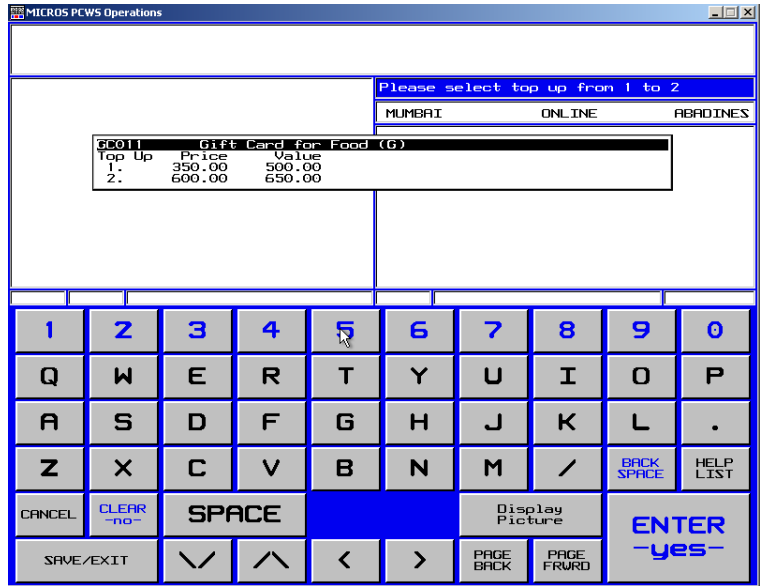 MICROS PCWS Operations
Please select top up from 1 to 2
MUMBAI ONLINE ABADINES
GC011 Gift Card for Food (G)
Top Up Price Value
1. 350.00 500.00
2. 600.00 650.00
1 2 3 4 5 6 7 8 9 0
Q W E R T Y U I O P
A S D F G H J K L .
Z X C V B N M / BACK SPACE HELP LIST
CANCEL CLEAR -no- SPACE Display Picture ENTER -yes-
SAVE/EXIT \/ /\ < > PAGE BACK PAGE FRWRD